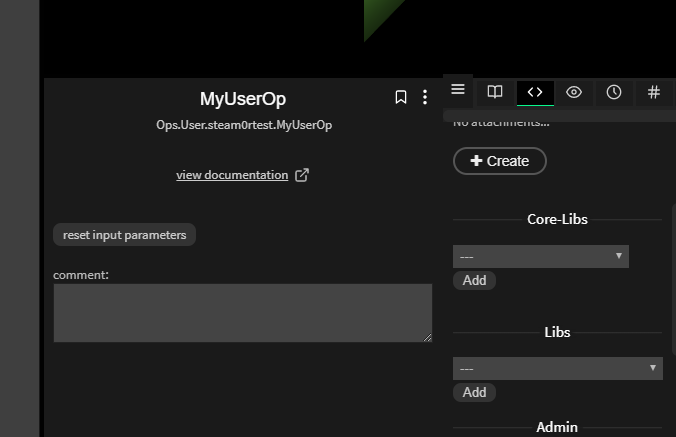 MyUserOp
Ops.User.steam0rtest.MyUserOp
view documentation
reset input parameters
comment:
No attachments...
+ Create
Core-Libs
---
Add
Libs
---
Add
Admin